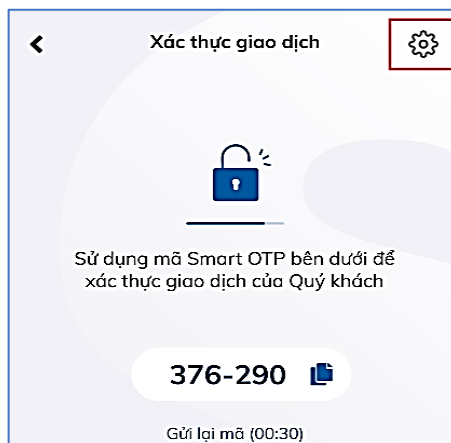 Xác thực giao dịch
Sử dụng mã Smart OTP bên dưới để
xác thực giao dịch của Quý khách
376-290
Gửi lại mã (00:30)